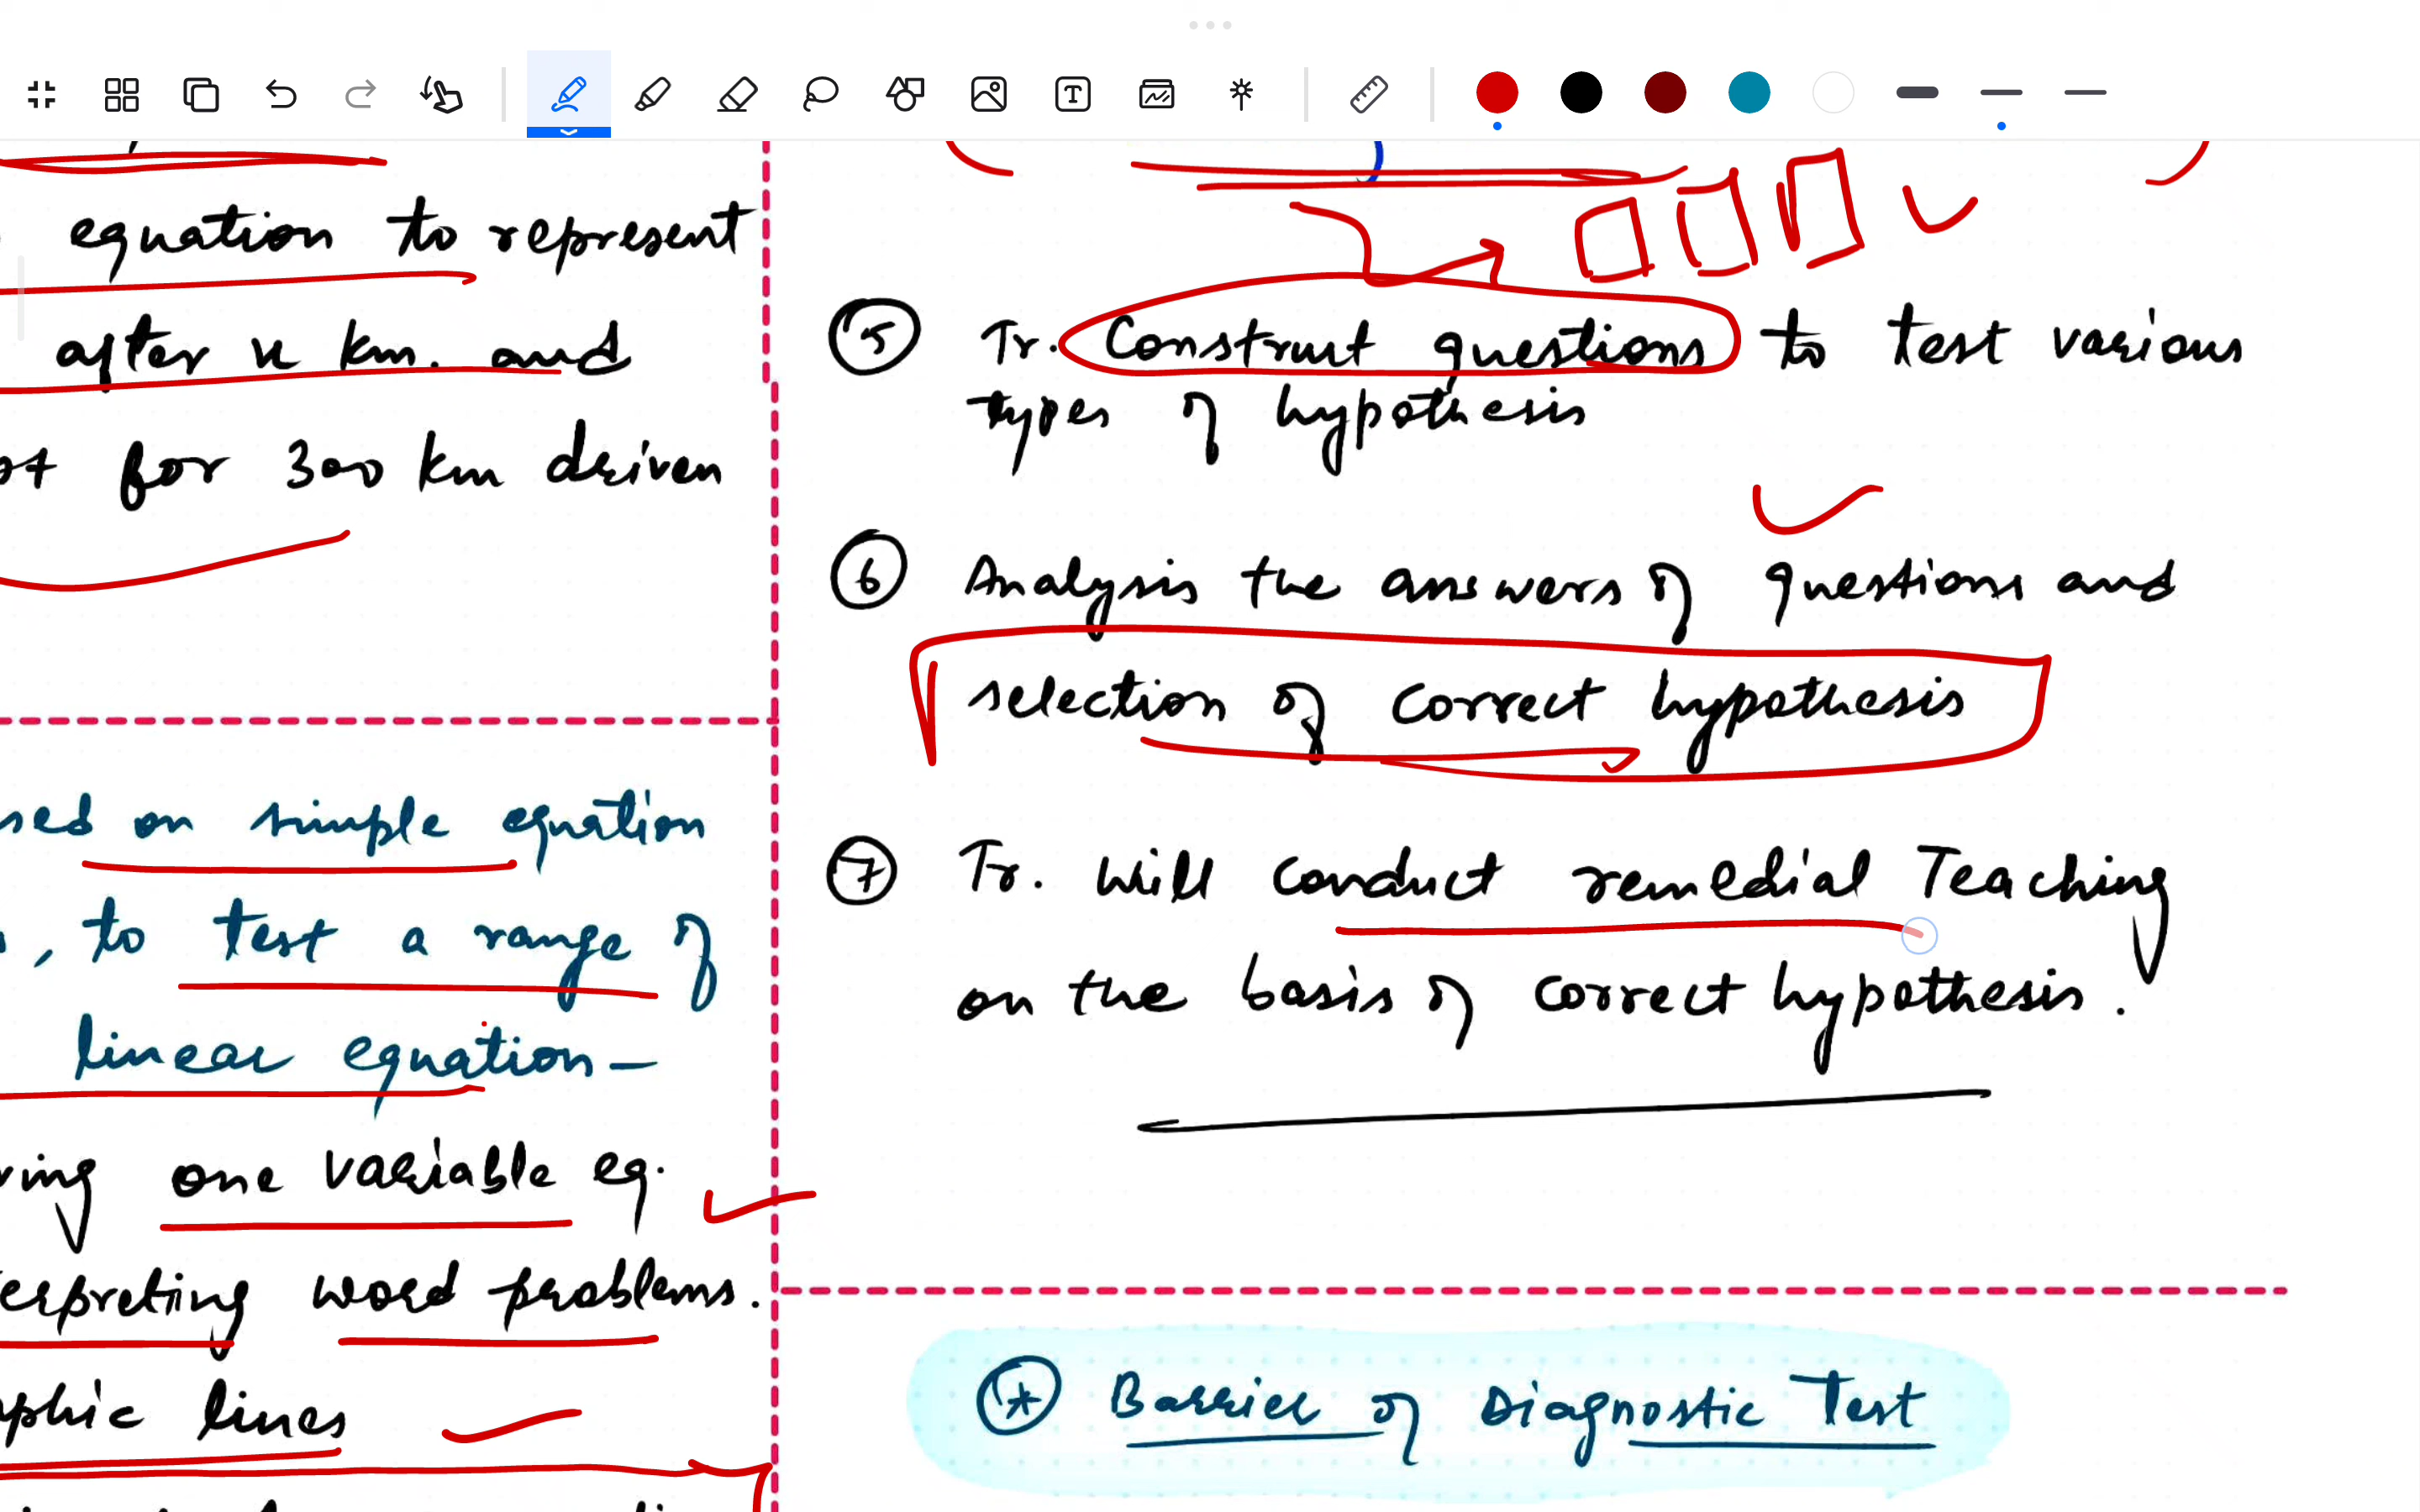 equation to represent
after x km. and
for 300 km deriven
sed on simple equation
, to test a range of
linear equation –
ving one variable eq.
erpreting word problems.
aphic lines
⑤ Tr. Construct questions to test various
types of hypothesis
⑥ Analysis the answers of questions and
selection of correct hypothesis
⑦ Tr. will conduct remedial Teaching
on the basis of correct hypothesis.
Barrier of Diagnostic Test